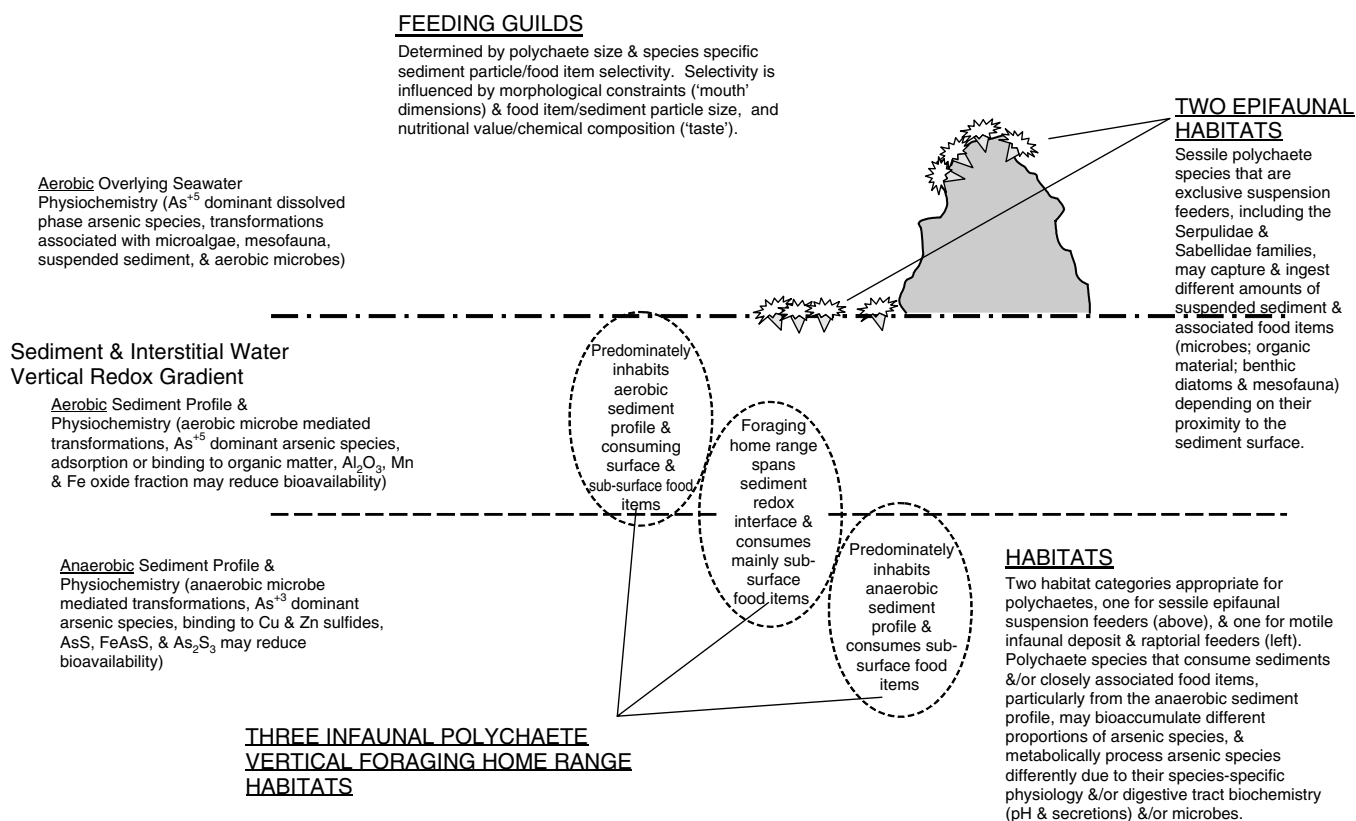 FEEDING GUILDS
Determined by polychaete size & species specific
sediment particle/food item selectivity.  Selectivity is
influenced by morphological constraints (‘mouth’
dimensions) & food item/sediment particle size, and
nutritional value/chemical composition (‘taste’).
TWO EPIFAUNAL
HABITATS
Sessile polychaete
species that are
exclusive suspension
feeders, including the
Serpulidae &
Sabellidae families,
may capture & ingest
different amounts of
suspended sediment &
associated food items
(microbes; organic
material; benthic
diatoms & mesofauna)
depending on their
proximity to the
sediment surface.
Aerobic Overlying Seawater
Physiochemistry (As+5 dominant dissolved
phase arsenic species, transformations
associated with microalgae, mesofauna,
suspended sediment, & aerobic microbes)
Sediment & Interstitial Water
Vertical Redox Gradient
Aerobic Sediment Profile &
Physiochemistry (aerobic microbe mediated
transformations, As+5 dominant arsenic species,
adsorption or binding to organic matter, Al2O3, Mn
& Fe oxide fraction may reduce bioavailability)
Predominately
inhabits
aerobic
sediment
profile &
consuming
surface &
sub-surface food
items
Foraging
home range
spans
sediment
redox
interface &
consumes
mainly sub-
surface
food items
Predominately
inhabits
anaerobic
sediment
profile &
consumes sub-
surface food
items
Anaerobic Sediment Profile &
Physiochemistry (anaerobic microbe
mediated transformations, As+3 dominant
arsenic species, binding to Cu & Zn sulfides,
AsS, FeAsS, & As2S3 may reduce
bioavailability)
THREE INFAUNAL POLYCHAETE
VERTICAL FORAGING HOME RANGE
HABITATS
HABITATS
Two habitat categories appropriate for
polychaetes, one for sessile epifaunal
suspension feeders (above), & one for motile
infaunal deposit & raptorial feeders (left).
Polychaete species that consume sediments
&/or closely associated food items,
particularly from the anaerobic sediment
profile, may bioaccumulate different
proportions of arsenic species, &
metabolically process arsenic species
differently due to their species-specific
physiology &/or digestive tract biochemistry
(pH & secretions) &/or microbes.